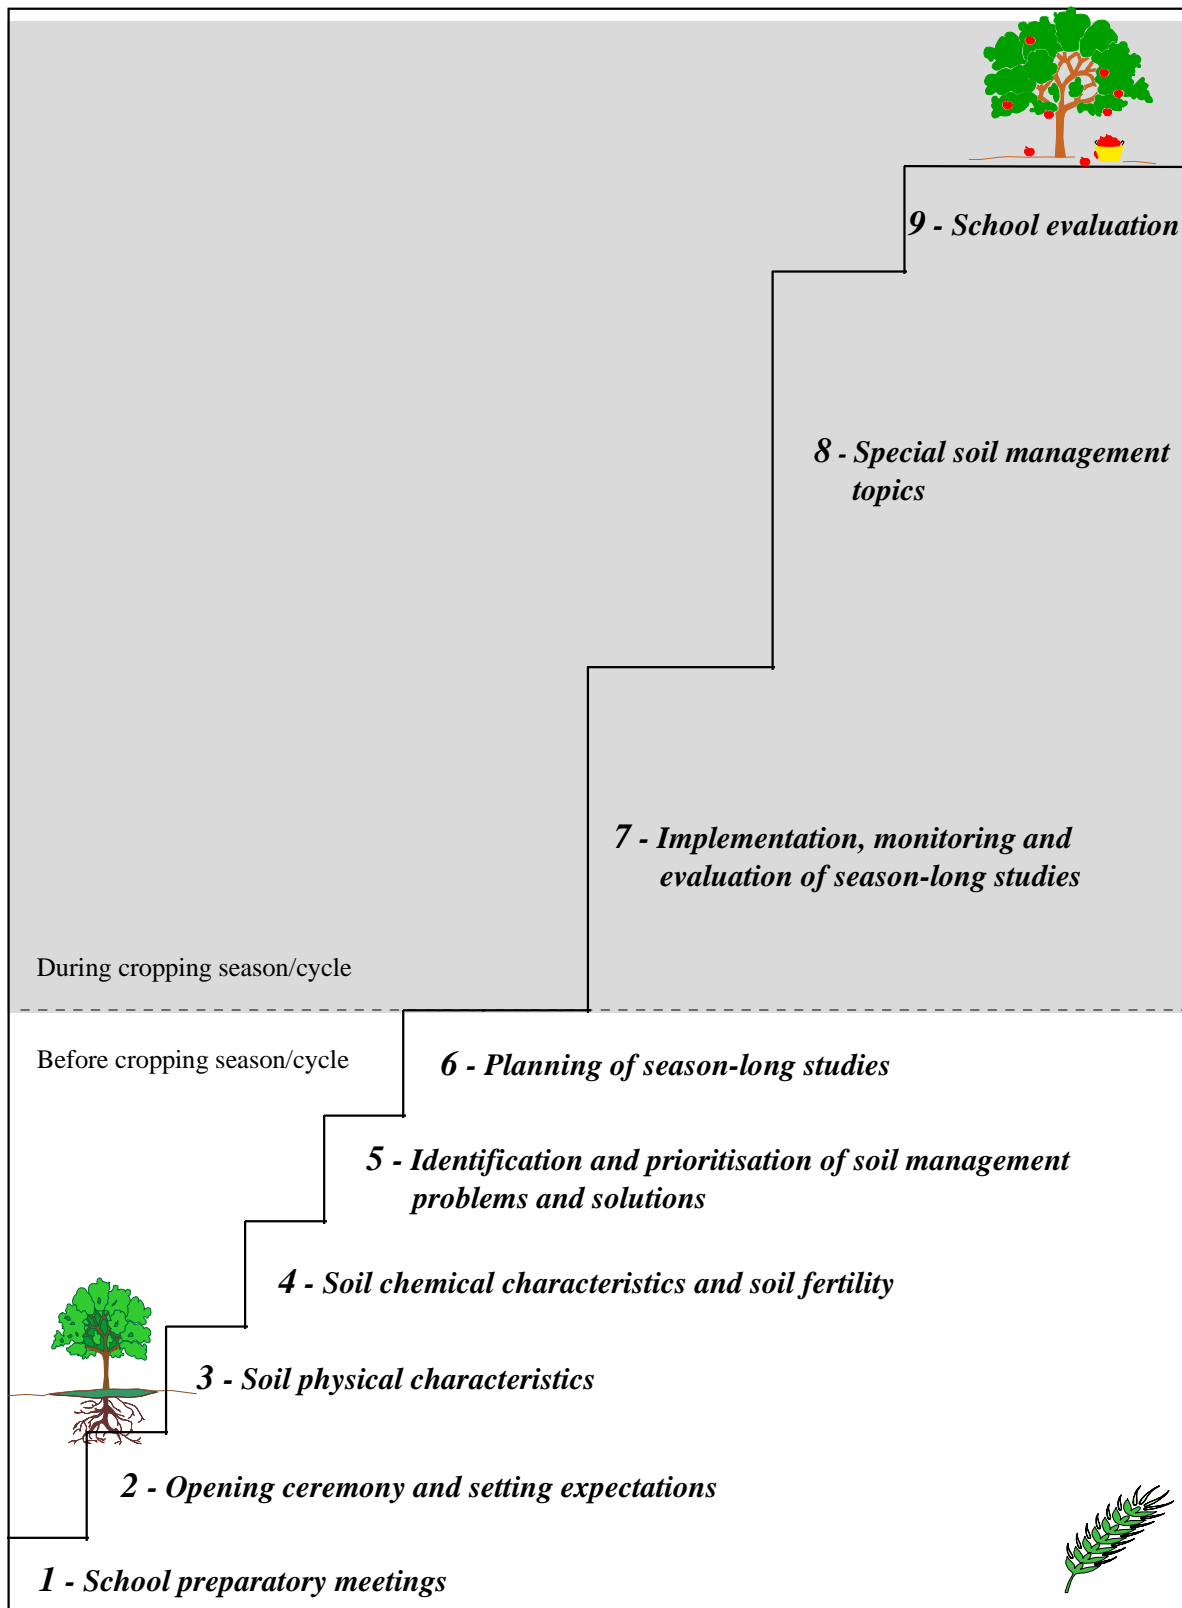 9 - School evaluation
8 - Special soil management
topics
7 - Implementation, monitoring and
evaluation of season-long studies
During cropping season/cycle
Before cropping season/cycle
6 - Planning of season-long studies
5 - Identification and prioritisation of soil management
problems and solutions
4 - Soil chemical characteristics and soil fertility
3 - Soil physical characteristics
2 - Opening ceremony and setting expectations
1 - School preparatory meetings